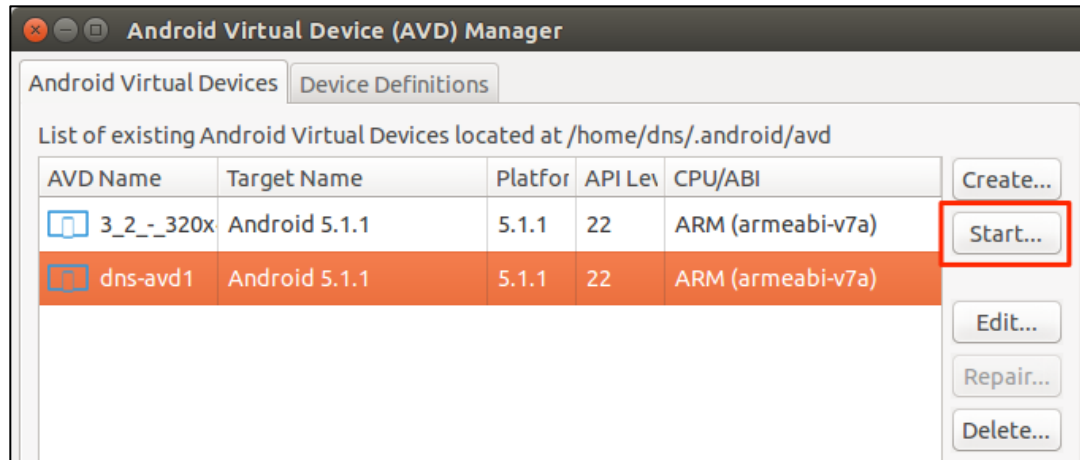 Android Virtual Device (AVD) Manager
Android Virtual Devices Device Definitions
List of existing Android Virtual Devices located at /home/dns/.android/avd
AVD Name Target Name Platfor API Lev CPU/ABI
Create...
3_2_-_320x Android 5.1.1 5.1.1 22 ARM (armeabi-v7a)
Start...
dns-avd1 Android 5.1.1 5.1.1 22 ARM (armeabi-v7a)
Edit...
Repair...
Delete...